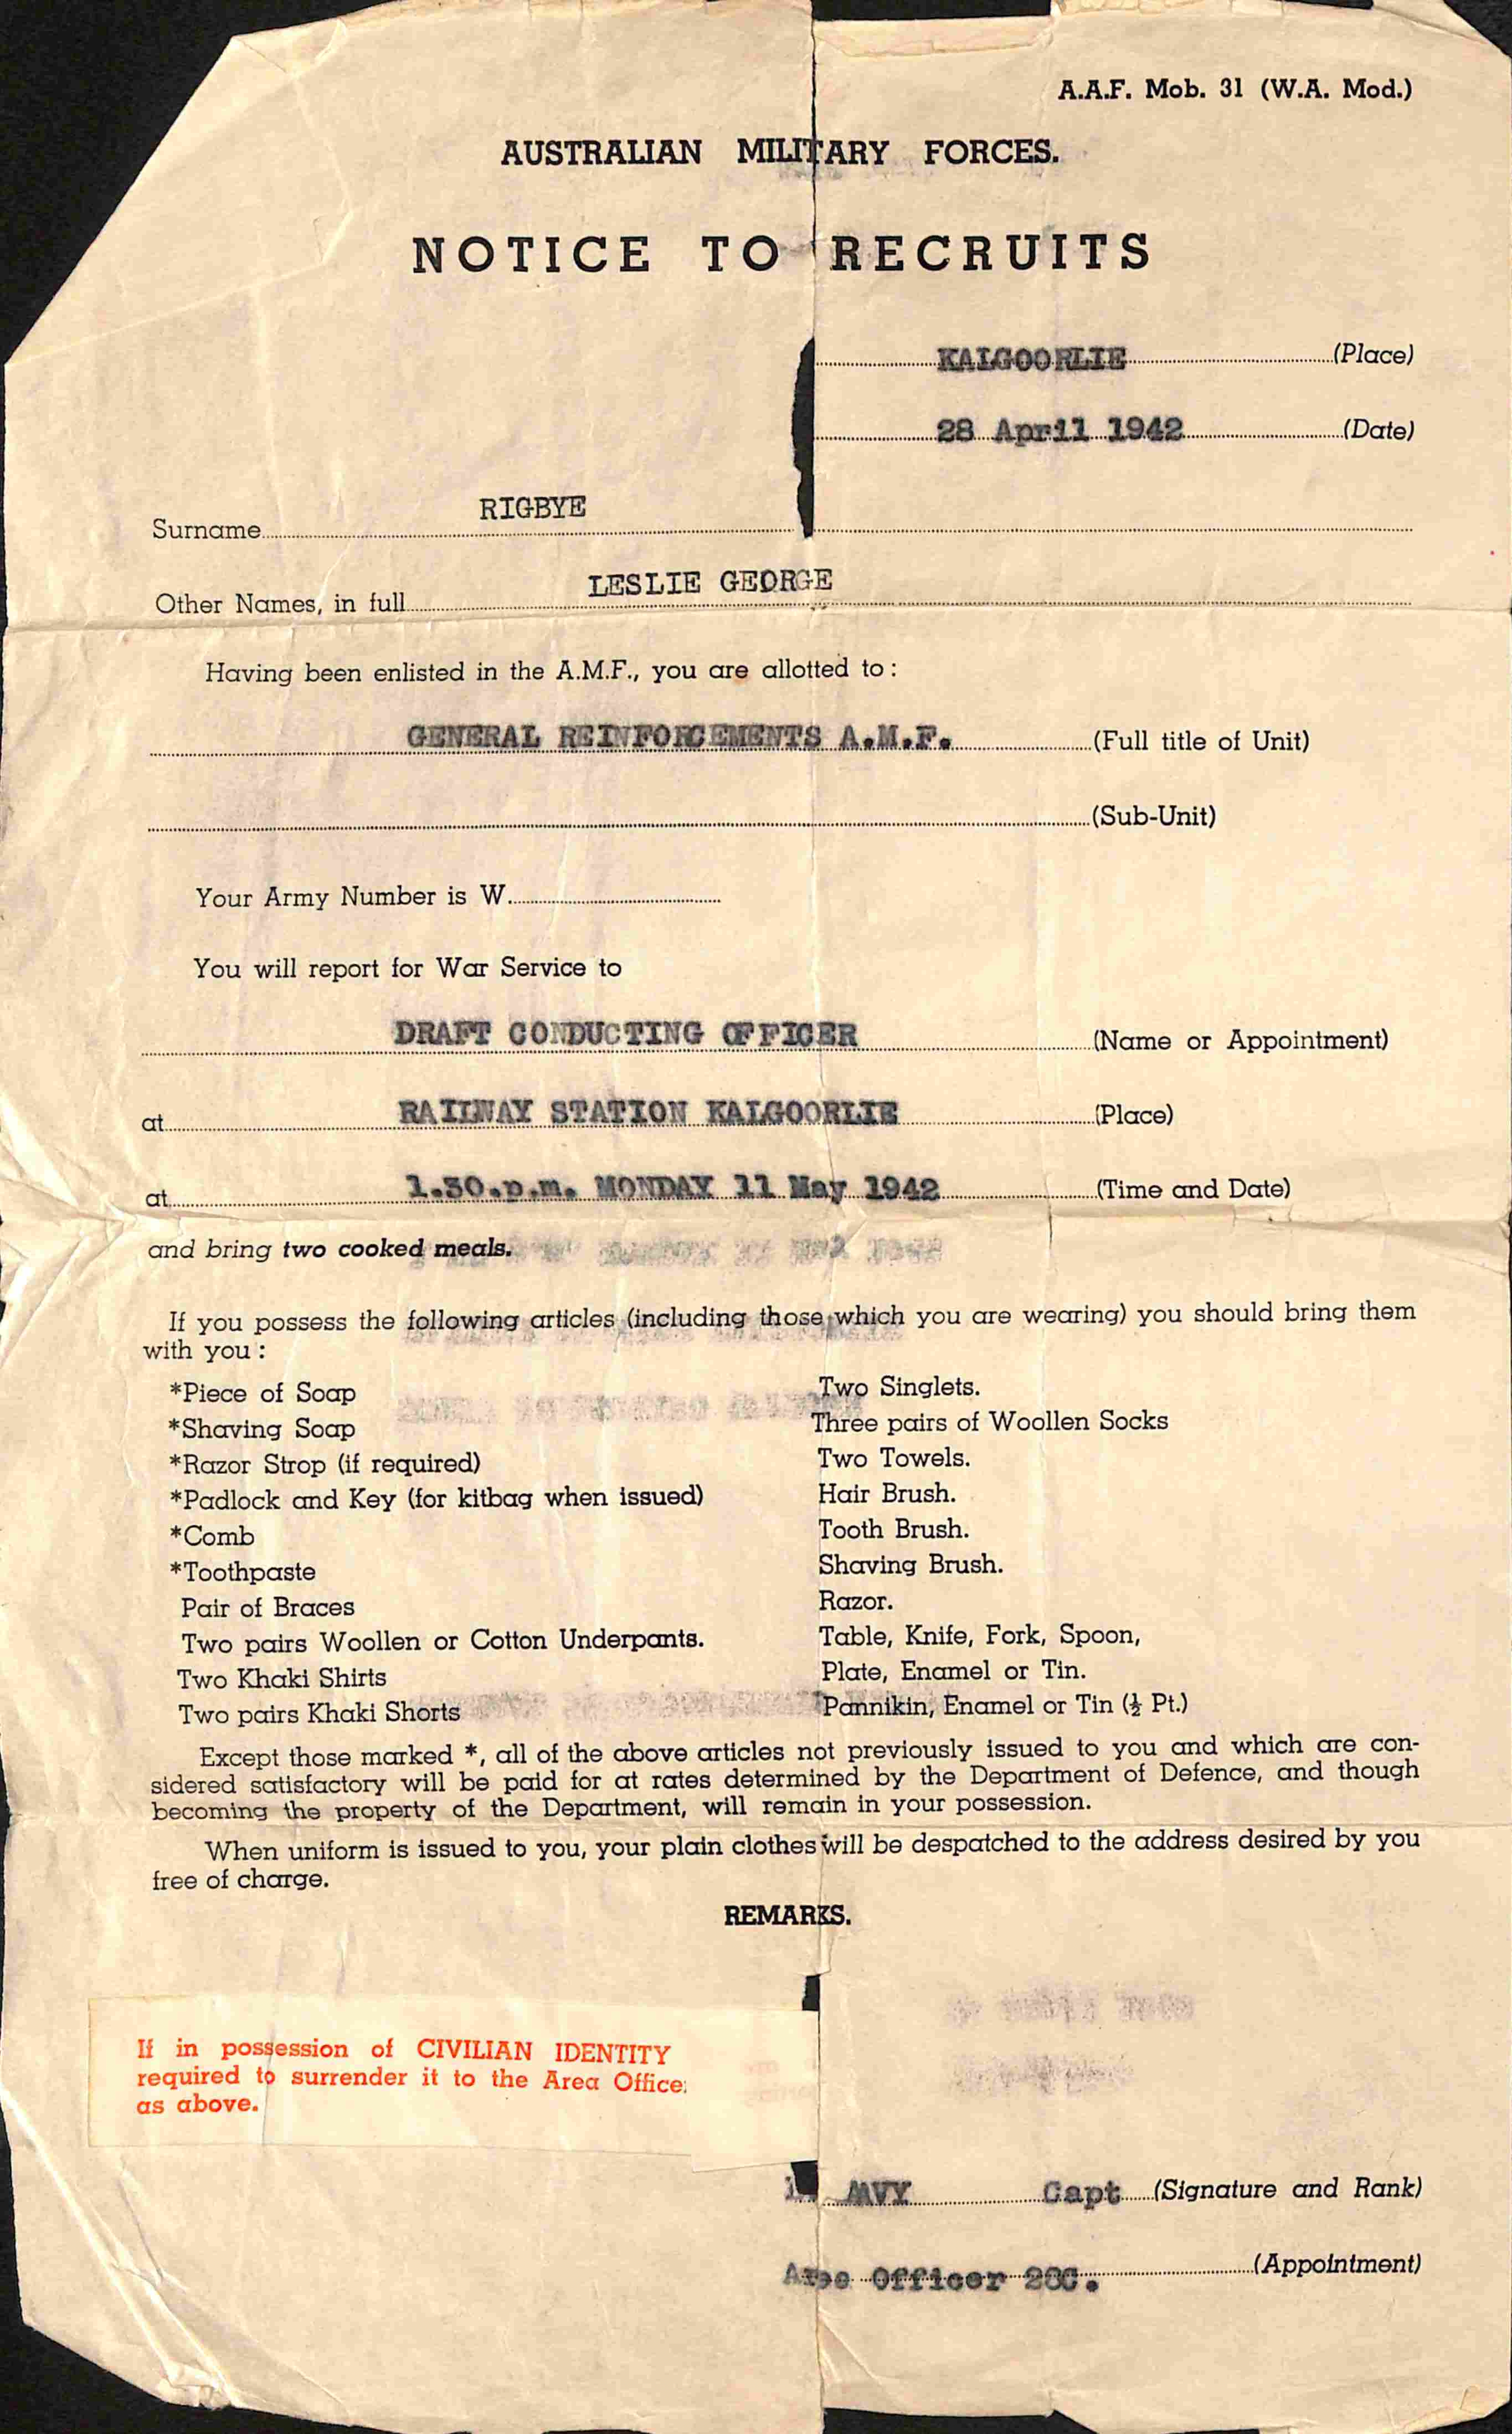 A.A.F. Mob. 31 (W.A. Mod.)
AUSTRALIAN MILITARY FORCES.
NOTICE TO RECRUITS
KALGOORLIE (Place)
28 April 1942 (Date)
Surname RIGBYE
Other Names, in full LESLIE GEORGE
Having been enlisted in the A.M.F., you are allotted to:
GENERAL REINFORCEMENTS A.M.F. (Full title of Unit)
(Sub-Unit)
Your Army Number is W.
You will report for War Service to
DRAFT CONDUCTING OFFICER (Name or Appointment)
at RAILWAY STATION KALGOORLIE (Place)
at 1.30.p.m. MONDAY 11 May 1942 (Time and Date)
and bring two cooked meals.
If you possess the following articles (including those which you are wearing) you should bring them
with you:
*Piece of Soap
*Shaving Soap
*Razor Strop (if required)
*Padlock and Key (for kitbag when issued)
*Comb
*Toothpaste
Pair of Braces
Two pairs Woollen or Cotton Underpants.
Two Khaki Shirts
Two pairs Khaki Shorts
Two Singlets.
Three pairs of Woollen Socks
Two Towels.
Hair Brush.
Tooth Brush.
Shaving Brush.
Razor.
Table, Knife, Fork, Spoon,
Plate, Enamel or Tin.
Pannikin, Enamel or Tin (½ Pt.)
Except those marked *, all of the above articles not previously issued to you and which are con-
sidered satisfactory will be paid for at rates determined by the Department of Defence, and though
becoming the property of the Department, will remain in your possession.
When uniform is issued to you, your plain clothes will be despatched to the address desired by you
free of charge.
REMARKS.
If in possession of CIVILIAN IDENTITY
required to surrender it to the Area Office
as above.
Capt (Signature and Rank)
Area Officer 28C. (Appointment)